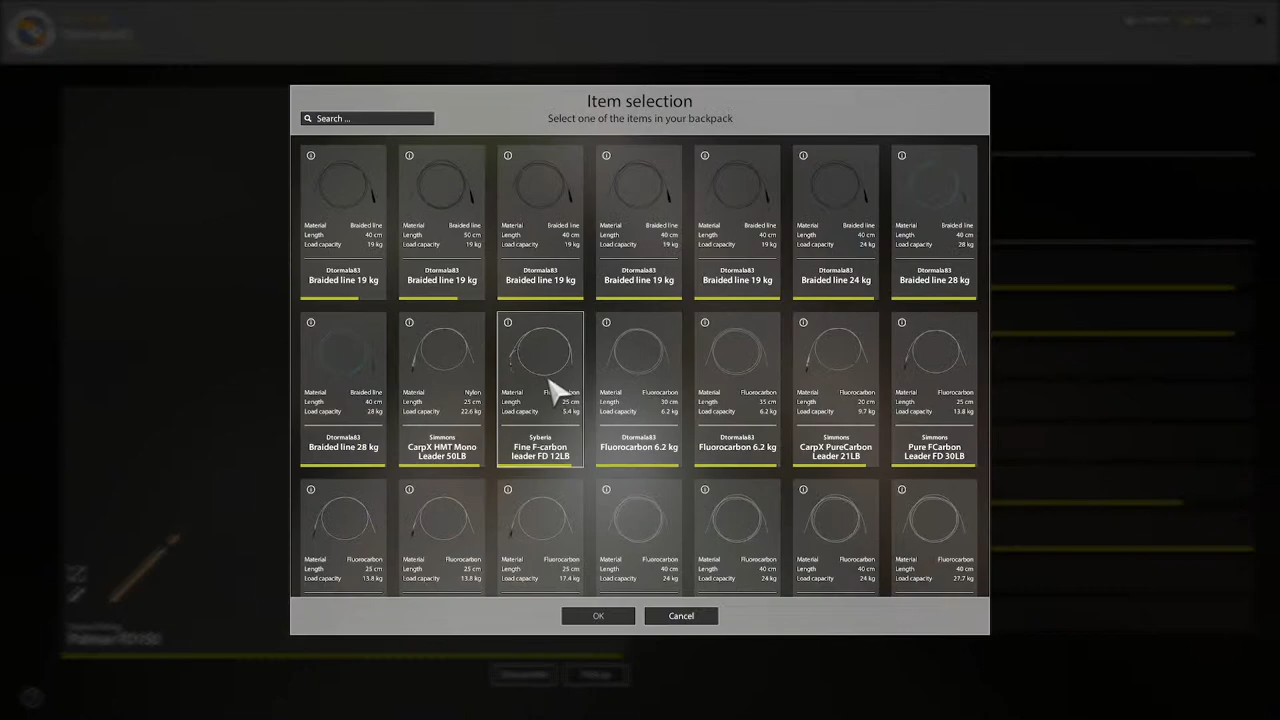 Item selection
Search ...
Select one of the items in your backpack
Material Braided line
Length 40 cm
Load capacity 19 kg
Dtormala83
Braided line 19 kg
Material Braided line
Length 50 cm
Load capacity 19 kg
Dtormala83
Braided line 19 kg
Material Braided line
Length 40 cm
Load capacity 19 kg
Dtormala83
Braided line 19 kg
Material Braided line
Length 40 cm
Load capacity 19 kg
Dtormala83
Braided line 19 kg
Material Braided line
Length 40 cm
Load capacity 19 kg
Dtormala83
Braided line 19 kg
Material Braided line
Length 40 cm
Load capacity 24 kg
Dtormala83
Braided line 24 kg
Material Braided line
Length 40 cm
Load capacity 28 kg
Dtormala83
Braided line 28 kg
Material Braided line
Length 40 cm
Load capacity 28 kg
Dtormala83
Braided line 28 kg
Material Nylon
Length 25 cm
Load capacity 22.6 kg
Simmons
CarpX HMT Mono
Leader 50LB
Material
Length 25 cm
Load capacity 5.4 kg
Syberia
Fine F-carbon
leader FD 12LB
Material Fluorocarbon
Length 30 cm
Load capacity 6.2 kg
Dtormala83
Fluorocarbon 6.2 kg
Material Fluorocarbon
Length 35 cm
Load capacity 6.2 kg
Dtormala83
Fluorocarbon 6.2 kg
Material Fluorocarbon
Length 20 cm
Load capacity 9.7 kg
Simmons
CarpX PureCarbon
Leader 21LB
Material Fluorocarbon
Length 25 cm
Load capacity 13.8 kg
Simmons
Pure FCarbon
Leader FD 30LB
Material Fluorocarbon
Length 25 cm
Load capacity 13.8 kg
Material Fluorocarbon
Length 25 cm
Load capacity 13.8 kg
Material Fluorocarbon
Length 25 cm
Load capacity 17.4 kg
Material Fluorocarbon
Length 40 cm
Load capacity 24 kg
Material Fluorocarbon
Length 40 cm
Load capacity 24 kg
Material Fluorocarbon
Length 40 cm
Load capacity 24 kg
Material Fluorocarbon
Length 40 cm
Load capacity 27.7 kg
OK
Cancel